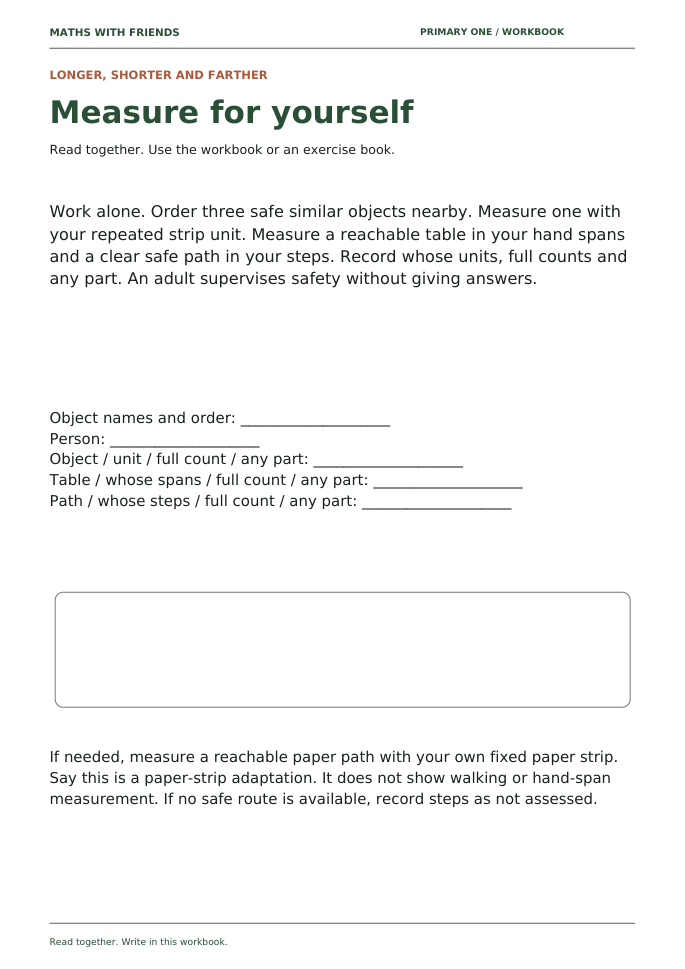 MATHS WITH FRIENDS
PRIMARY ONE / WORKBOOK
LONGER, SHORTER AND FARTHER
Measure for yourself
Read together. Use the workbook or an exercise book.
Work alone. Order three safe similar objects nearby. Measure one with
your repeated strip unit. Measure a reachable table in your hand spans
and a clear safe path in your steps. Record whose units, full counts and
any part. An adult supervises safety without giving answers.
Object names and order: ____________________
Person: ____________________
Object / unit / full count / any part: ____________________
Table / whose spans / full count / any part: ____________________
Path / whose steps / full count / any part: ____________________
If needed, measure a reachable paper path with your own fixed paper strip.
Say this is a paper-strip adaptation. It does not show walking or hand-span
measurement. If no safe route is available, record steps as not assessed.
Read together. Write in this workbook.